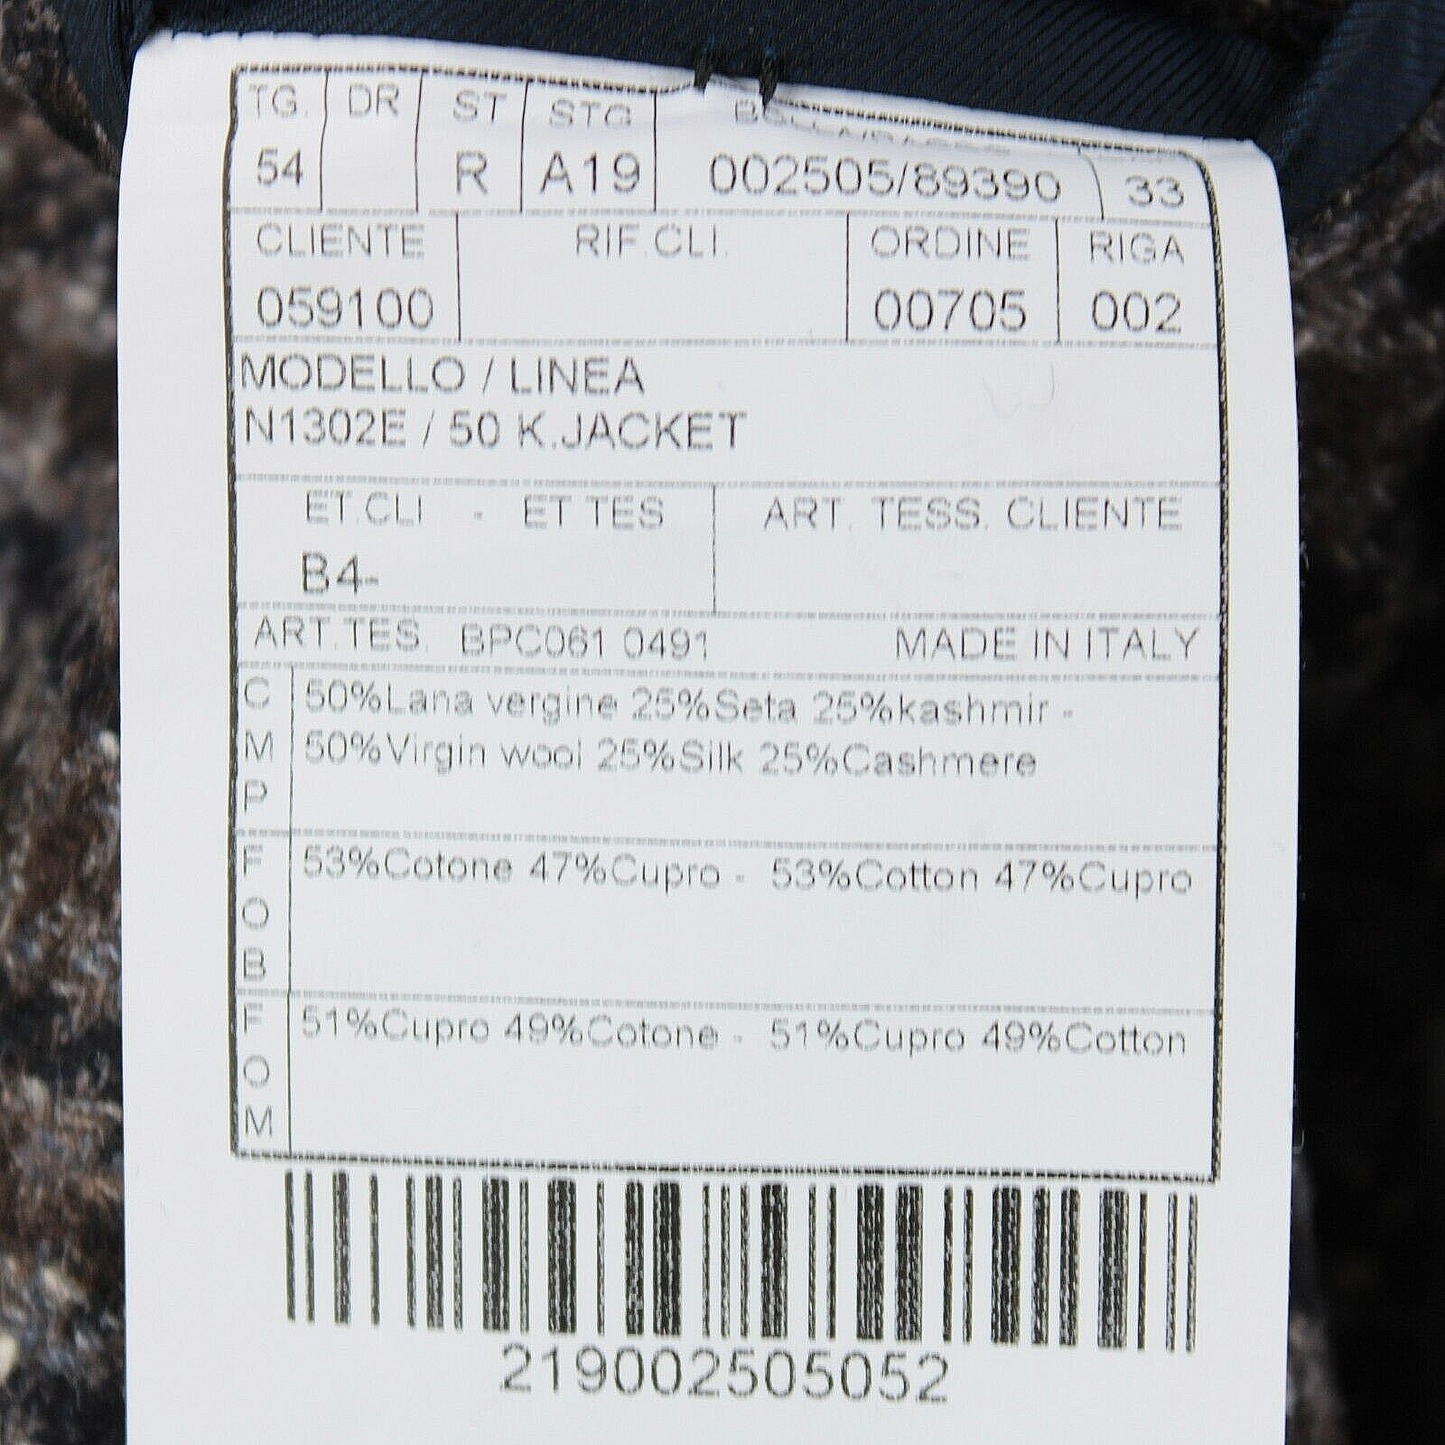 TG. DR ST STG
54 R A19 002505/89390 33
CLIENTE RIF.CLI. ORDINE RIGA
059100 00705 002
MODELLO / LINEA
N1302E / 50 K.JACKET
ET.CLI - ET TES ART. TESS. CLIENTE
B4-
ART.TES. BPC061 0491 MADE IN ITALY
CMP 50%Lana vergine 25%Seta 25%kashmir -
50%Virgin wool 25%Silk 25%Cashmere
FOB 53%Cotone 47%Cupro - 53%Cotton 47%Cupro
FOM 51%Cupro 49%Cotone - 51%Cupro 49%Cotton
219002505052